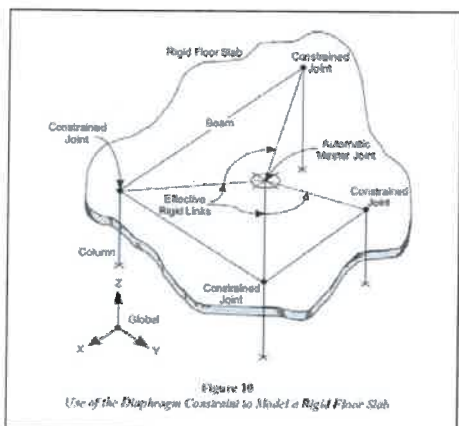 Rigid Floor Slab
Constrained
Joint
Beam
Constrained
Joint
Automatic
Master Joint
Effective
Rigid Links
Constrained
Joint
Column
Constrained
Joint
Z
Global
X
Y
Figure 10
Use of the Diaphragm Constraint to Model a Rigid Floor Slab